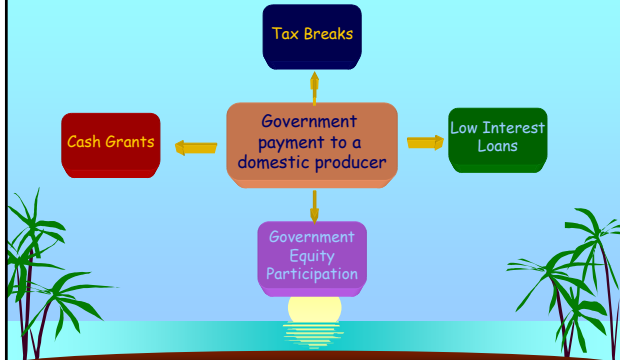 Tax Breaks
Cash Grants
Government
payment to a
domestic producer
Low Interest
Loans
Government
Equity
Participation